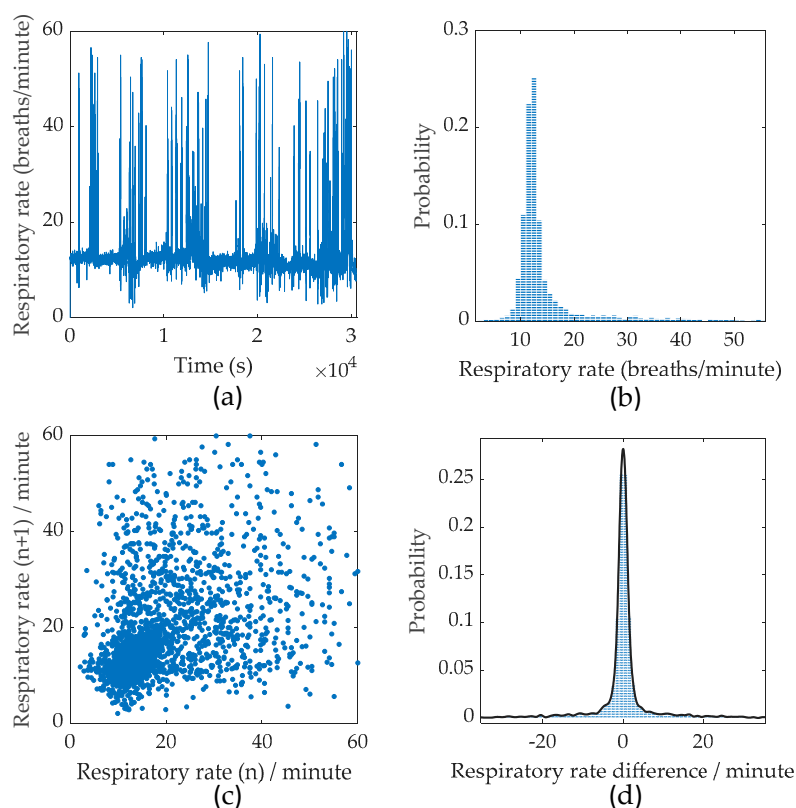 Respiratory rate (breaths/minute)
60
40
20
0
0
1
2
3
×10⁴
Time (s)
(a)
Probability
0.3
0.2
0.1
0
10
20
30
40
50
Respiratory rate (breaths/minute)
(b)
Respiratory rate (n+1) / minute
60
40
20
0
0
20
40
60
Respiratory rate (n) / minute
(c)
Probability
0.25
0.2
0.15
0.1
0.05
0
-20
0
20
Respiratory rate difference / minute
(d)